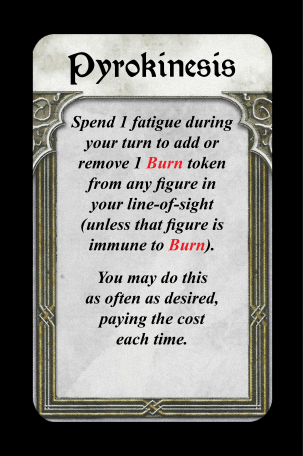 Pyrokinesis
Spend 1 fatigue during
your turn to add or
remove 1 Burn token
from any figure in
your line-of-sight
(unless that figure is
immune to Burn).
You may do this
as often as desired,
paying the cost
each time.